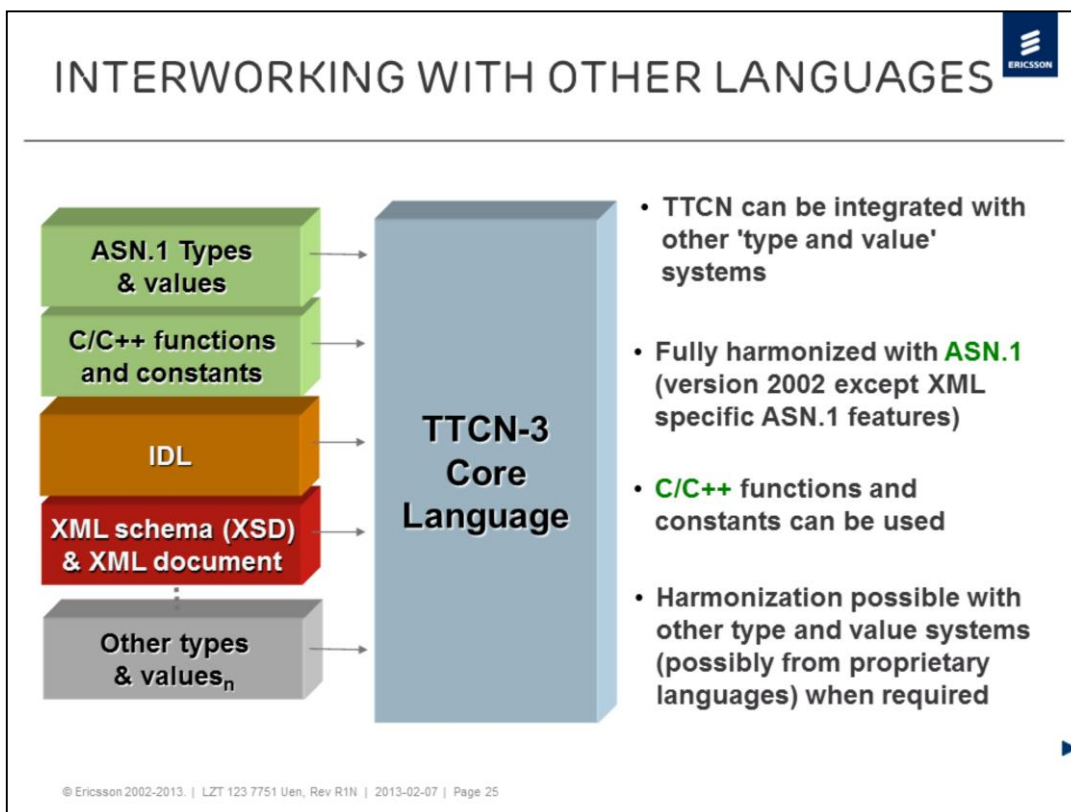 INTERWORKING WITH OTHER LANGUAGES
ERICSSON
ASN.1 Types
& values
C/C++ functions
and constants
IDL
XML schema (XSD)
& XML document
Other types
& valuesn
TTCN-3
Core
Language
• TTCN can be integrated with
other 'type and value'
systems
• Fully harmonized with ASN.1
(version 2002 except XML
specific ASN.1 features)
• C/C++ functions and
constants can be used
• Harmonization possible with
other type and value systems
(possibly from proprietary
languages) when required
© Ericsson 2002-2013. | LZT 123 7751 Uen, Rev R1N | 2013-02-07 | Page 25